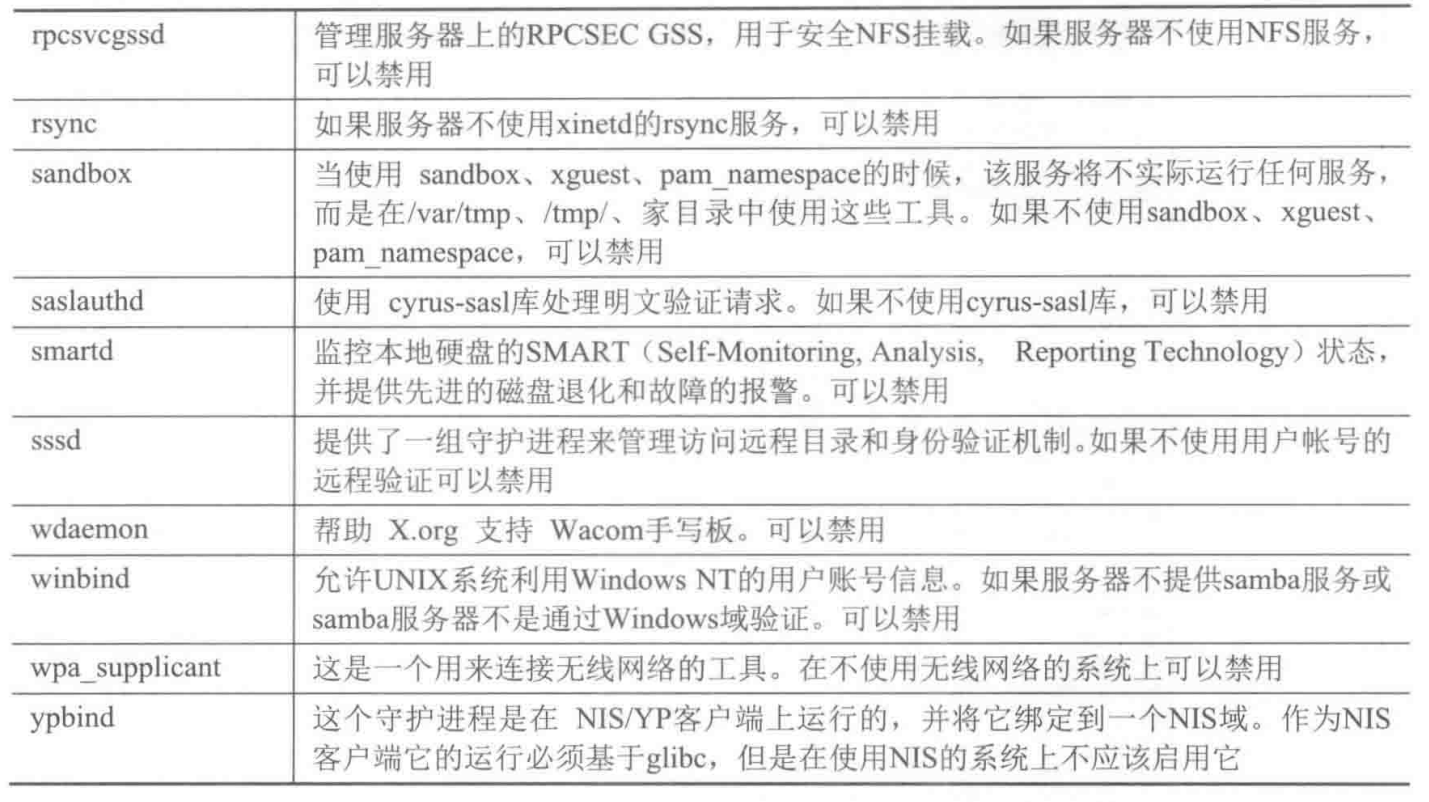 rpcsvcgssd 管理服务器上的RPCSEC GSS，用于安全NFS挂载。如果服务器不使用NFS服务，
可以禁用
rsync 如果服务器不使用xinetd的rsync服务，可以禁用
sandbox 当使用 sandbox、xguest、pam_namespace的时候，该服务将不实际运行任何服务，
而是在/var/tmp、/tmp/、家目录中使用这些工具。如果不使用sandbox、xguest、
pam_namespace，可以禁用
saslauthd 使用 cyrus-sasl库处理明文验证请求。如果不使用cyrus-sasl库，可以禁用
smartd 监控本地硬盘的SMART（Self-Monitoring, Analysis, Reporting Technology）状态，
并提供先进的磁盘退化和故障的报警。可以禁用
sssd 提供了一组守护进程来管理访问远程目录和身份验证机制。如果不使用用户帐号的
远程验证可以禁用
wdaemon 帮助 X.org 支持 Wacom手写板。可以禁用
winbind 允许UNIX系统利用Windows NT的用户账号信息。如果服务器不提供samba服务或
samba服务器不是通过Windows域验证。可以禁用
wpa_supplicant 这是一个用来连接无线网络的工具。在不使用无线网络的系统上可以禁用
ypbind 这个守护进程是在 NIS/YP客户端上运行的，并将它绑定到一个NIS域。作为NIS
客户端它的运行必须基于glibc，但是在使用NIS的系统上不应该启用它